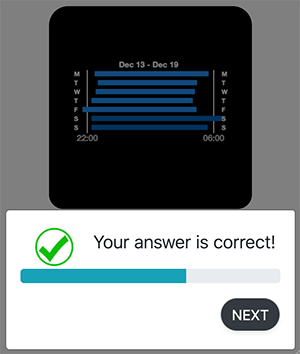 Dec 13 - Dec 19
M M
T T
W W
T T
F F
S S
S S
22:00 06:00
Your answer is correct!
NEXT